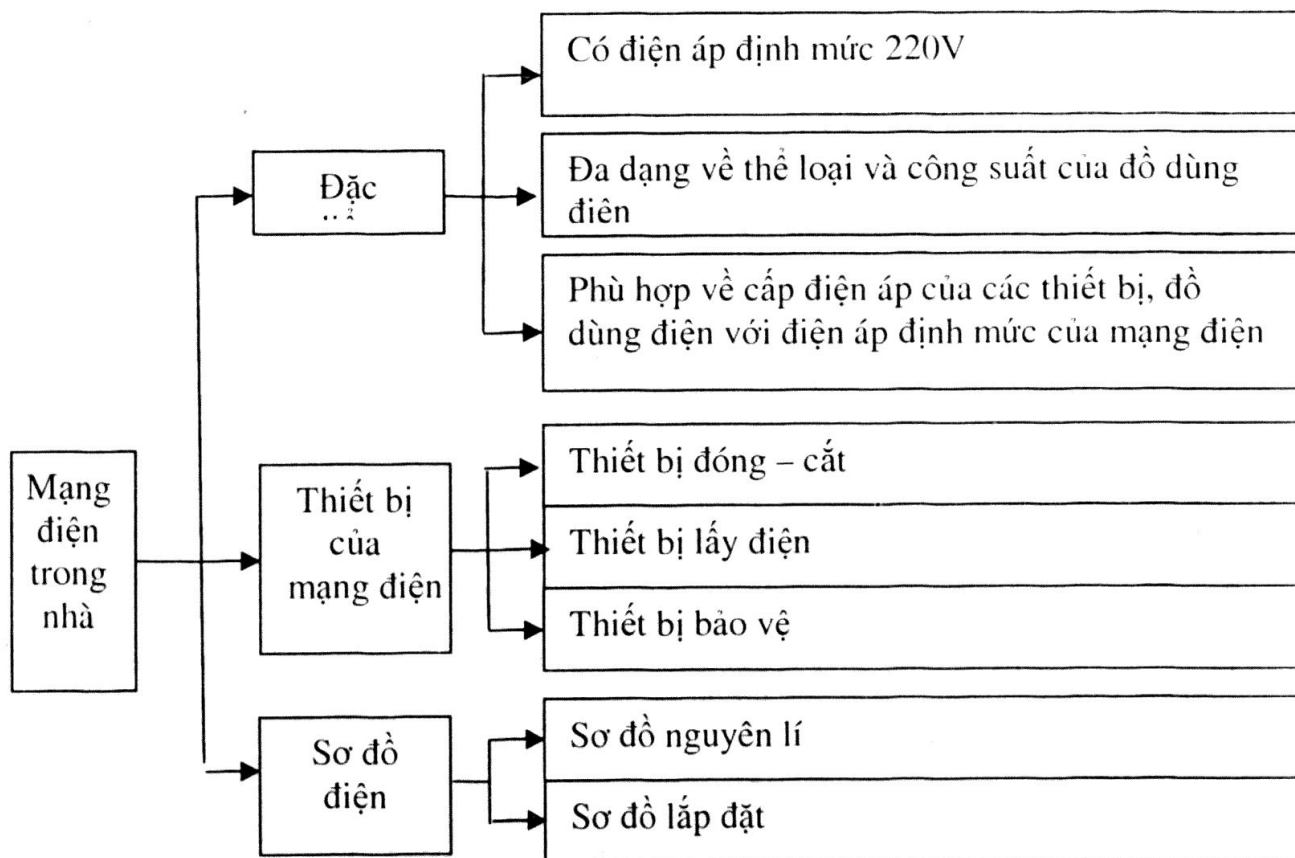 Có điện áp định mức 220V
Đặc
Đa dạng về thể loại và công suất của đồ dùng
điên
Phù hợp về cấp điện áp của các thiết bị, đồ
dùng điện với điện áp định mức của mạng điện
Mạng
điện
trong
nhà
Thiết bị
của
mạng điện
Thiết bị đóng – cắt
Thiết bị lấy điện
Thiết bị bảo vệ
Sơ đồ
điện
Sơ đồ nguyên lí
Sơ đồ lắp đặt